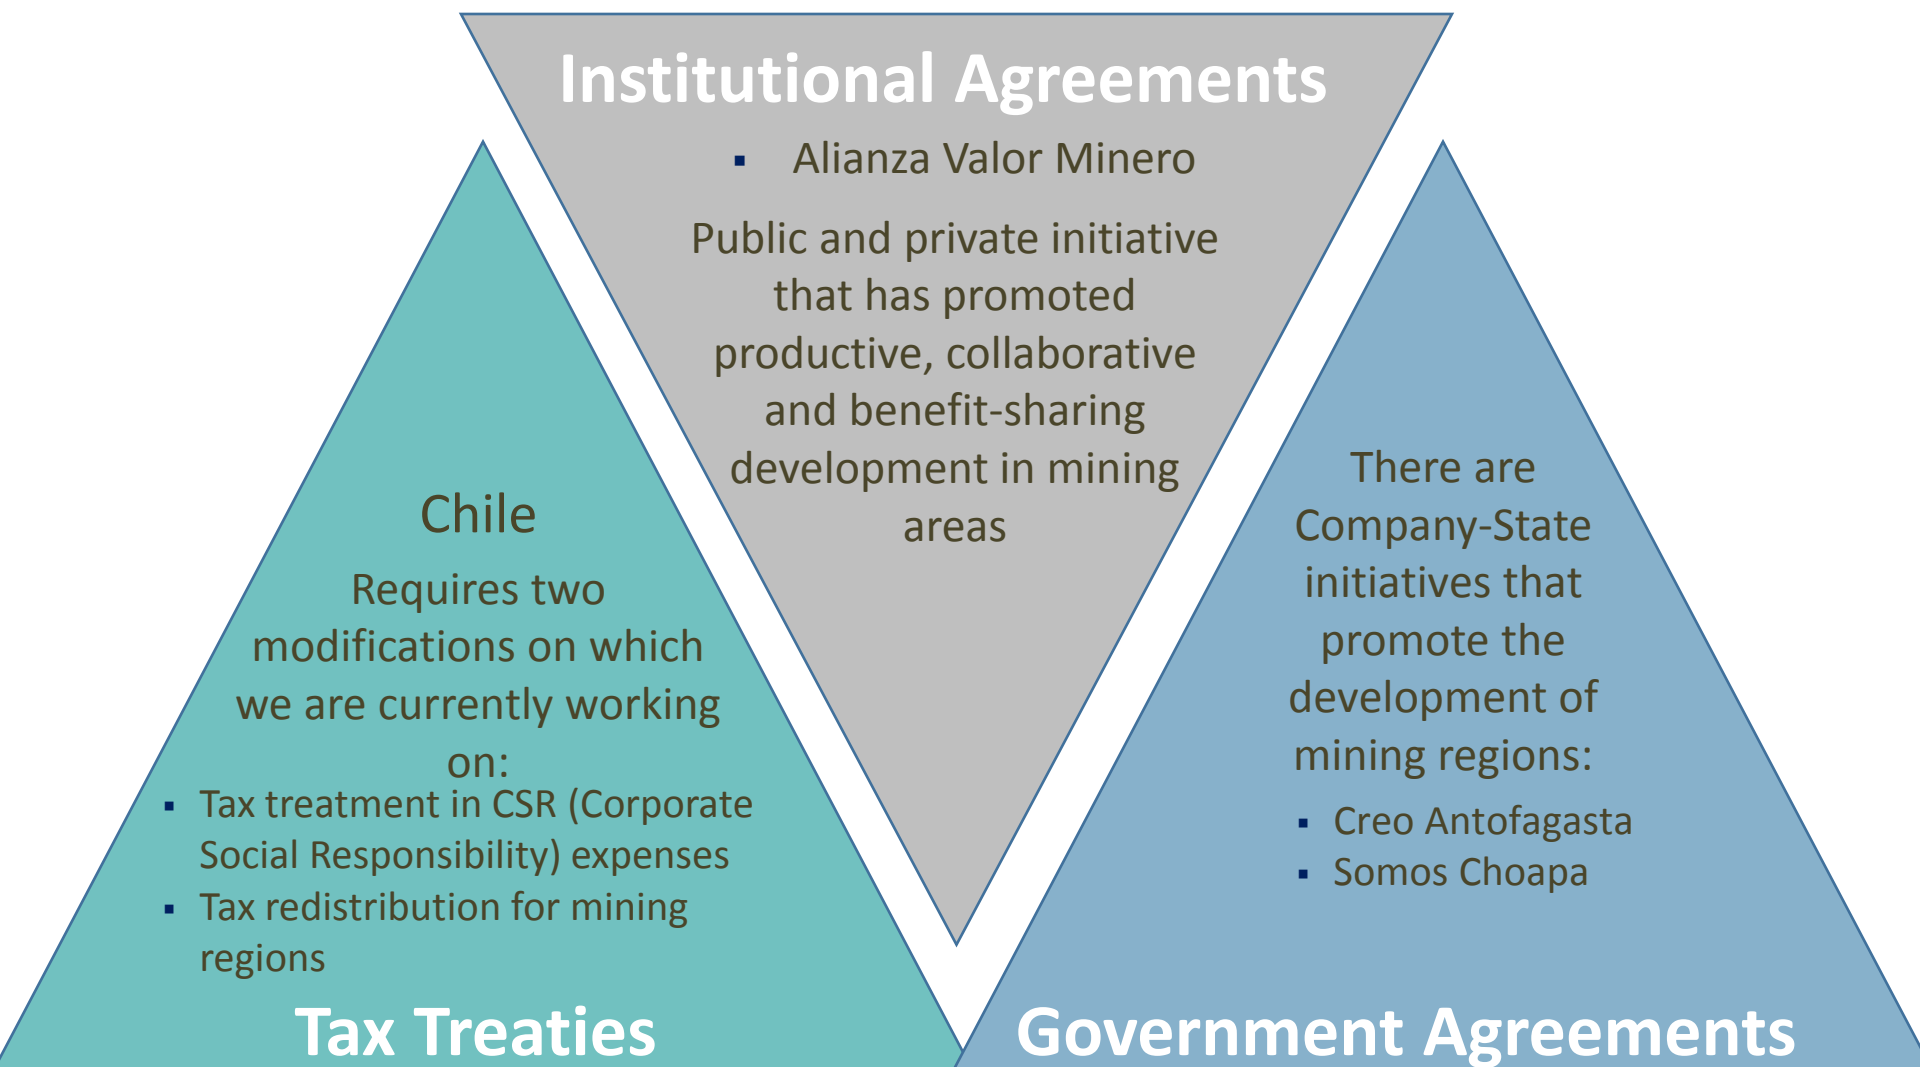 Institutional Agreements
▪ Alianza Valor Minero
Public and private initiative
that has promoted
productive, collaborative
and benefit-sharing
development in mining
areas
Chile
Requires two
modifications on which
we are currently working
on:
▪ Tax treatment in CSR (Corporate
Social Responsibility) expenses
▪ Tax redistribution for mining
regions
Tax Treaties
There are
Company-State
initiatives that
promote the
development of
mining regions:
▪ Creo Antofagasta
▪ Somos Choapa
Government Agreements